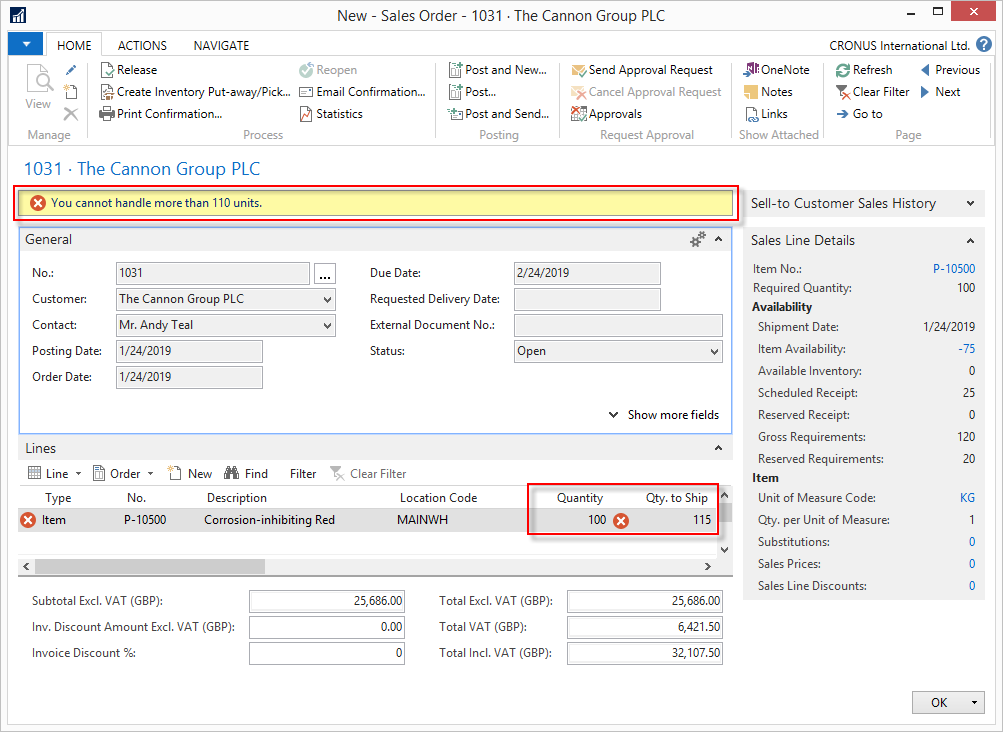 New - Sales Order - 1031 · The Cannon Group PLC
HOME ACTIONS NAVIGATE CRONUS International Ltd. ?
View
Manage
Release
Create Inventory Put-away/Pick...
Print Confirmation...
Reopen
Email Confirmation...
Statistics
Process
Post and New...
Post...
Post and Send...
Posting
Send Approval Request
Cancel Approval Request
Approvals
Request Approval
OneNote
Notes
Links
Show Attached
Refresh
Clear Filter
Go to
Previous
Next
Page
1031 · The Cannon Group PLC
You cannot handle more than 110 units.
General
No.: 1031 ...
Customer: The Cannon Group PLC
Contact: Mr. Andy Teal
Posting Date: 1/24/2019
Order Date: 1/24/2019
Due Date: 2/24/2019
Requested Delivery Date:
External Document No.:
Status: Open
Show more fields
Lines
Line Order New Find Filter Clear Filter
Type No. Description Location Code Quantity Qty. to Ship
Item P-10500 Corrosion-inhibiting Red MAINWH 100 115
Subtotal Excl. VAT (GBP): 25,686.00
Inv. Discount Amount Excl. VAT (GBP): 0.00
Invoice Discount %: 0
Total Excl. VAT (GBP): 25,686.00
Total VAT (GBP): 6,421.50
Total Incl. VAT (GBP): 32,107.50
Sell-to Customer Sales History
Sales Line Details
Item No.: P-10500
Required Quantity: 100
Availability
Shipment Date: 1/24/2019
Item Availability: -75
Available Inventory: 0
Scheduled Receipt: 25
Reserved Receipt: 0
Gross Requirements: 120
Reserved Requirements: 20
Item
Unit of Measure Code: KG
Qty. per Unit of Measure: 1
Substitutions: 0
Sales Prices: 0
Sales Line Discounts: 0
OK